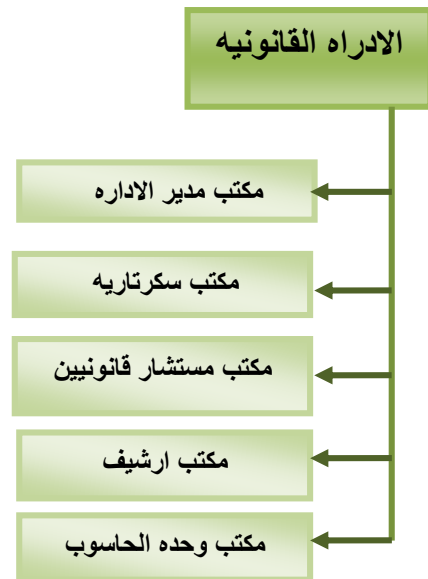 الادراه القانونيه
مكتب مدير الاداره
مكتب سكرتاريه
مكتب مستشار قانونيين
مكتب ارشيف
مكتب وحده الحاسوب